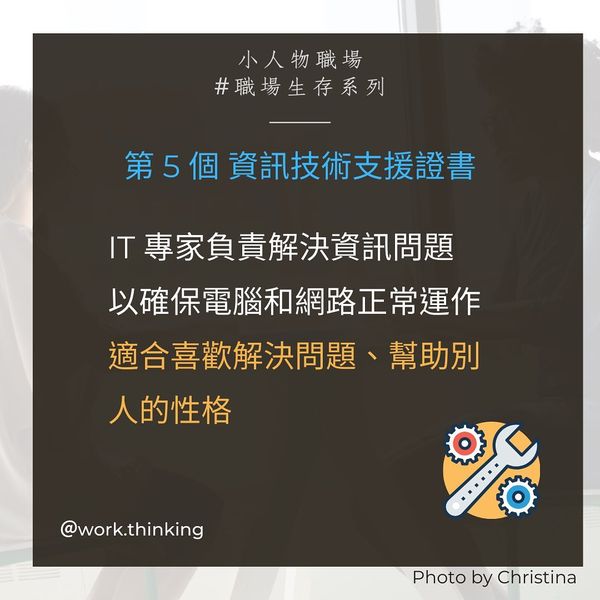 小人物職場
#職場生存系列
第 5 個 資訊技術支援證書
IT 專家負責解決資訊問題
以確保電腦和網路正常運作
適合喜歡解決問題、幫助別
人的性格
@work.thinking
Photo by Christina